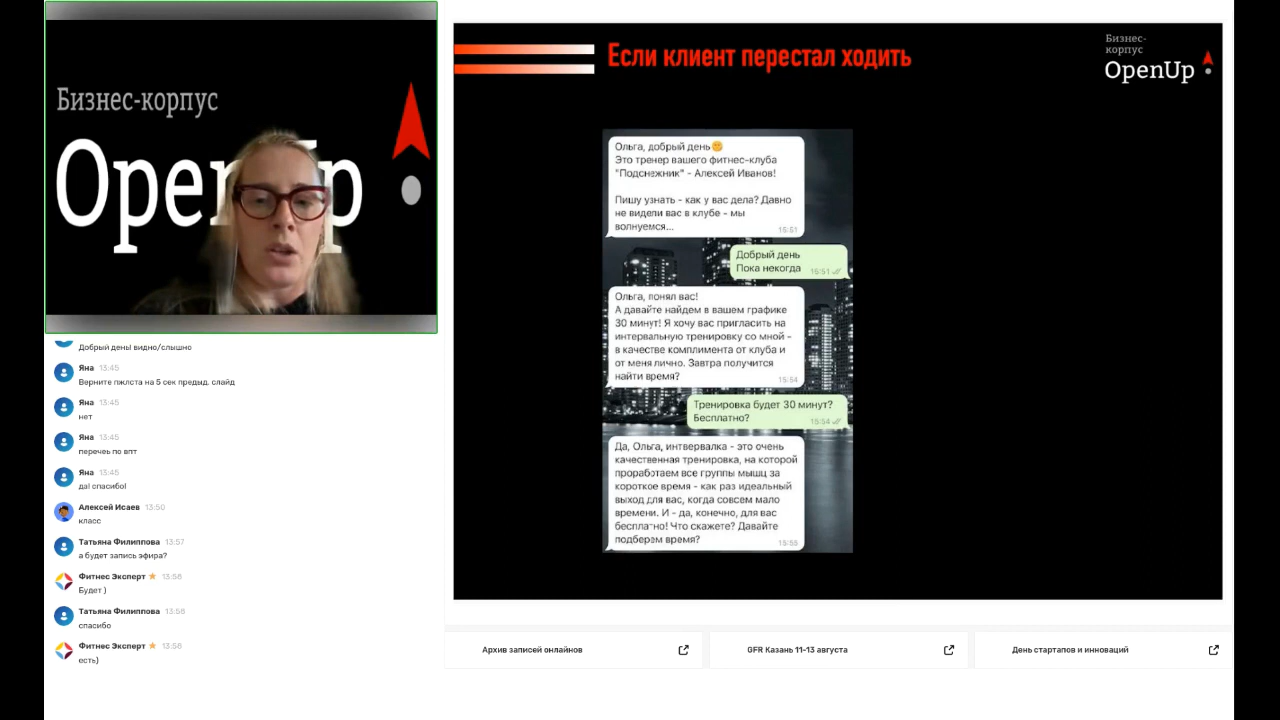 Бизнес-корпус
OpenUp
Добрый день! видно/слышно
Яна 13:45
Верните пжлста на 5 сек предыд. слайд
Яна 13:45
нет
Яна 13:45
перечень по впт
Яна 13:45
да! спасибо!
Алексей Исаев 13:50
класс
Татьяна Филиппова 13:57
а будет запись эфира?
Фитнес Эксперт 13:58
Будет )
Татьяна Филиппова 13:58
спасибо
Фитнес Эксперт 13:58
есть)
Если клиент перестал ходить
Бизнес-
корпус
OpenUp
Ольга, добрый день
Это тренер вашего фитнес-клуба
"Подснежник" - Алексей Иванов!
Пишу узнать - как у вас дела? Давно
не видели вас в клубе - мы
волнуемся...
15:51
Добрый день
Пока некогда 15:51
Ольга, понял вас!
А давайте найдем в вашем графике
30 минут! Я хочу вас пригласить на
интервальную тренировку со мной -
в качестве комплимента от клуба и
от меня лично. Завтра получится
найти время? 15:54
Тренировка будет 30 минут?
Бесплатно? 15:54
Да, Ольга, интвервалка - это очень
качественная тренировка, на которой
проработаем все группы мышц за
короткое время - как раз идеальный
выход для вас, когда совсем мало
времени. И - да, конечно, для вас
бесплатно! Что скажете? Давайте
подберем время? 15:55
Архив записей онлайнов
GFR Казань 11-13 августа
День стартапов и инноваций